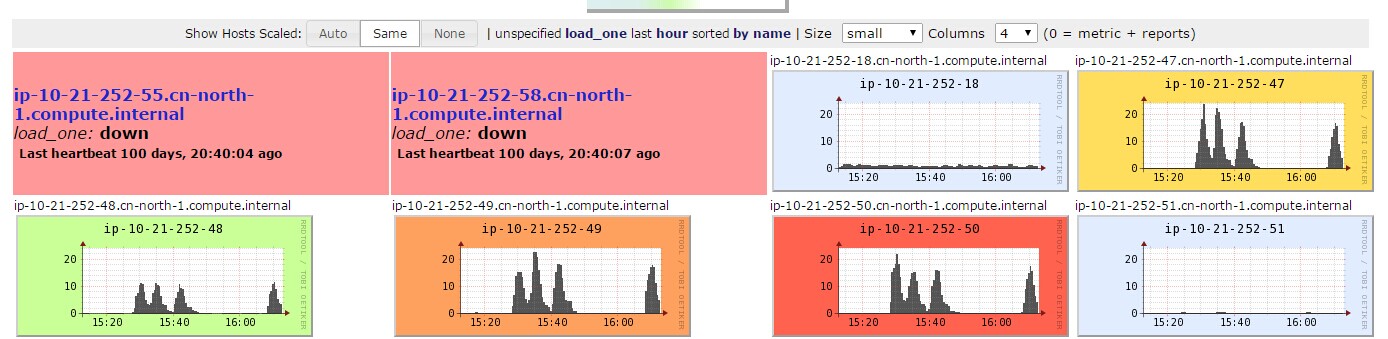 Show Hosts Scaled: Auto Same None | unspecified load_one last hour sorted by name | Size small Columns 4 (0 = metric + reports)
ip-10-21-252-55.cn-north-
1.compute.internal
load_one: down
Last heartbeat 100 days, 20:40:04 ago
ip-10-21-252-58.cn-north-
1.compute.internal
load_one: down
Last heartbeat 100 days, 20:40:07 ago
ip-10-21-252-18.cn-north-1.compute.internal
ip-10-21-252-18
20
10
0
15:20 15:40 16:00
RRDTOOL / TOBI OETIKER
ip-10-21-252-47.cn-north-1.compute.internal
ip-10-21-252-47
20
10
0
15:20 15:40 16:00
RRDTOOL / TOBI OETIKER
ip-10-21-252-48.cn-north-1.compute.internal
ip-10-21-252-48
20
10
0
15:20 15:40 16:00
RRDTOOL / TOBI OETIKER
ip-10-21-252-49.cn-north-1.compute.internal
ip-10-21-252-49
20
10
0
15:20 15:40 16:00
RRDTOOL / TOBI OETIKER
ip-10-21-252-50.cn-north-1.compute.internal
ip-10-21-252-50
20
10
0
15:20 15:40 16:00
RRDTOOL / TOBI OETIKER
ip-10-21-252-51.cn-north-1.compute.internal
ip-10-21-252-51
20
10
0
15:20 15:40 16:00
RRDTOOL / TOBI OETIKER